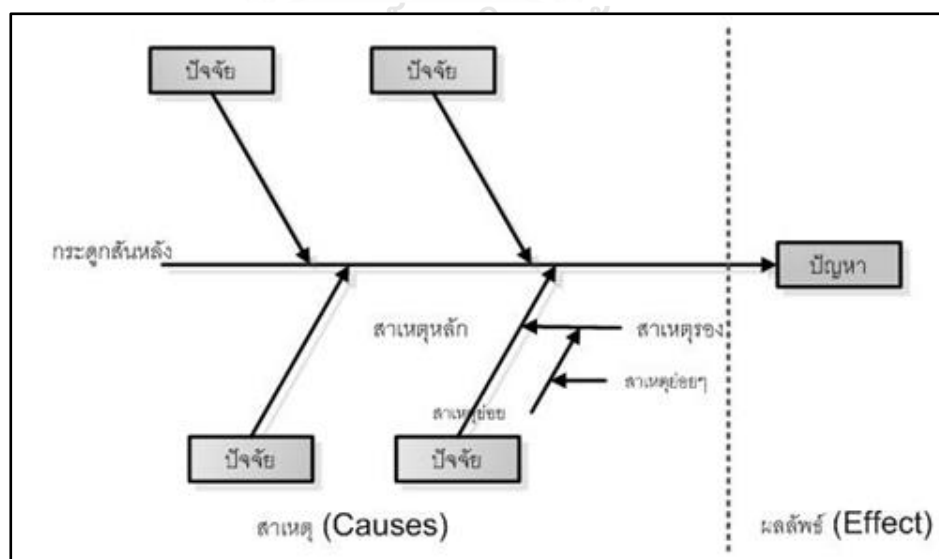 ปัจจัย
ปัจจัย
กระดูกสันหลัง
ปัญหา
สาเหตุหลัก
สาเหตุรอง
สาเหตุย่อยๆ
สาเหตุย่อย
ปัจจัย
ปัจจัย
สาเหตุ (Causes)
ผลลัพธ์ (Effect)